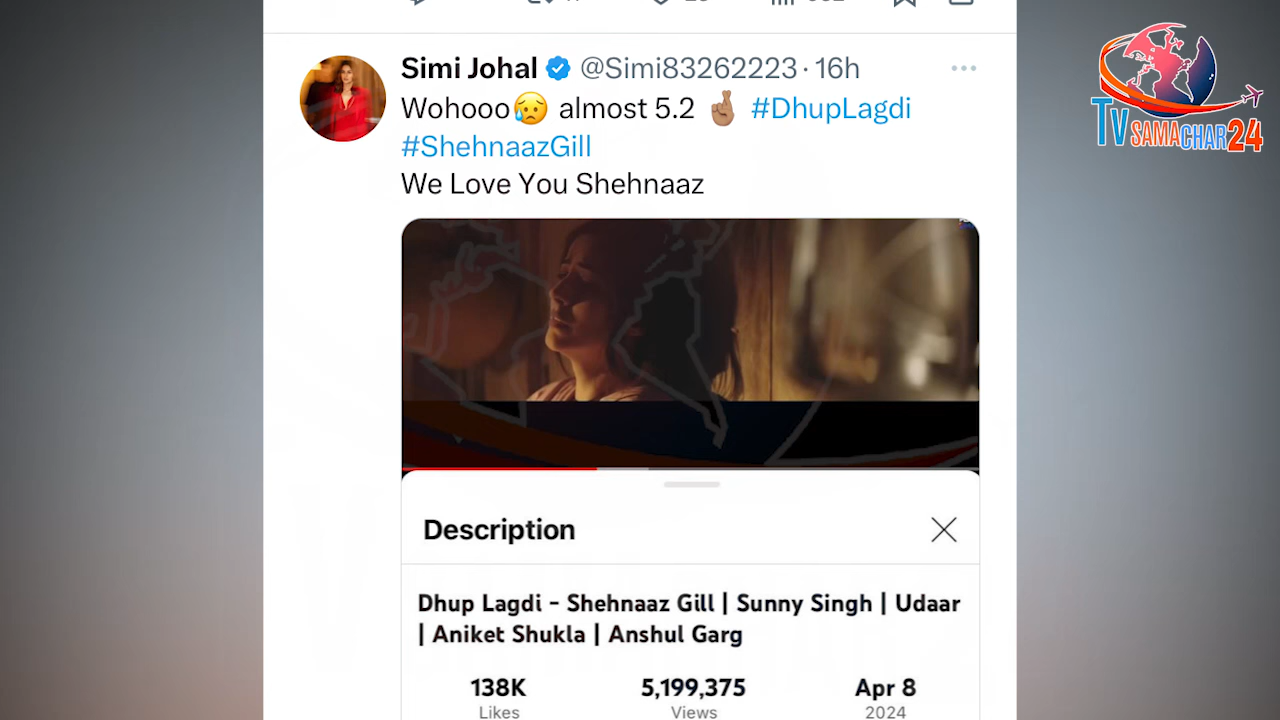 Simi Johal @Simi83262223 · 16h
Wohooo😥 almost 5.2 🤞🏽 #DhupLagdi
#ShehnaazGill
We Love You Shehnaaz
TV SAMACHAR24
Description
Dhup Lagdi - Shehnaaz Gill | Sunny Singh | Udaar
| Aniket Shukla | Anshul Garg
138K 5,199,375 Apr 8
Likes Views 2024